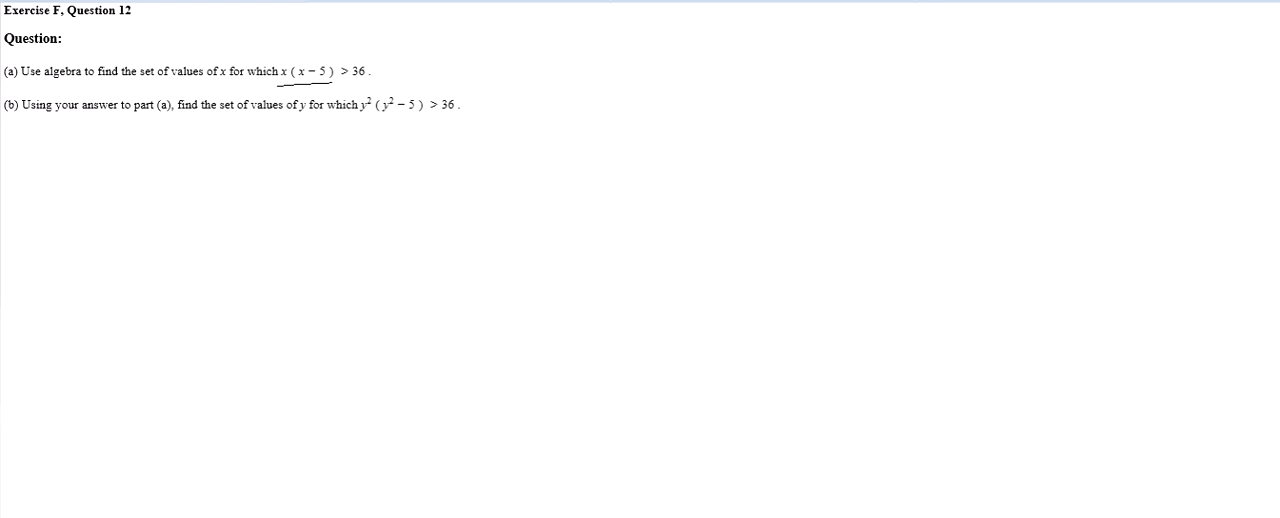 Exercise F, Question 12
Question:
(a) Use algebra to find the set of values of x for which x ( x − 5 ) > 36 .
(b) Using your answer to part (a), find the set of values of y for which y² ( y² − 5 ) > 36 .